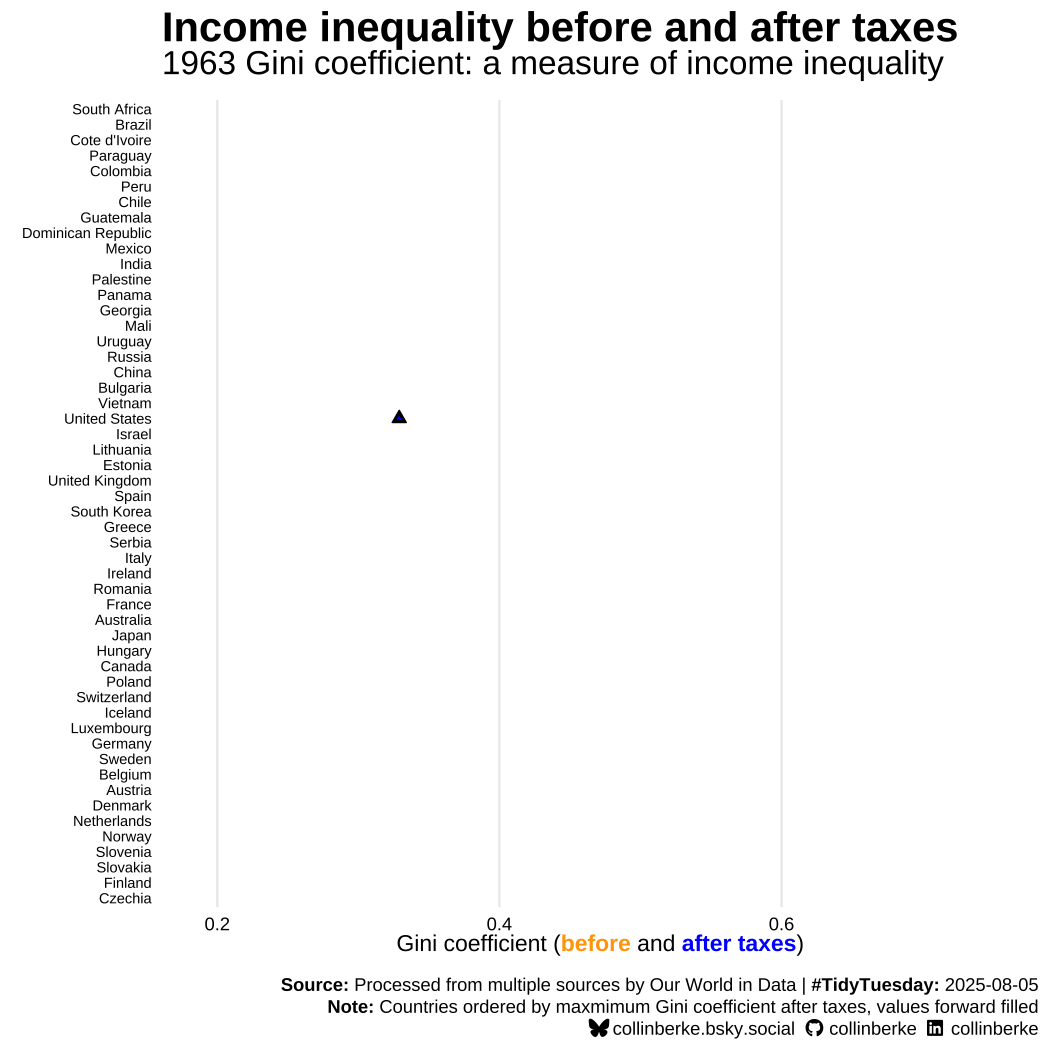 Income inequality before and after taxes
1963 Gini coefficient: a measure of income inequality
South Africa
Brazil
Cote d'Ivoire
Paraguay
Colombia
Peru
Chile
Guatemala
Dominican Republic
Mexico
India
Palestine
Panama
Georgia
Mali
Uruguay
Russia
China
Bulgaria
Vietnam
United States
Israel
Lithuania
Estonia
United Kingdom
Spain
South Korea
Greece
Serbia
Italy
Ireland
Romania
France
Australia
Japan
Hungary
Canada
Poland
Switzerland
Iceland
Luxembourg
Germany
Sweden
Belgium
Austria
Denmark
Netherlands
Norway
Slovenia
Slovakia
Finland
Czechia
0.2 0.4 0.6
Gini coefficient (before and after taxes)
Source: Processed from multiple sources by Our World in Data | #TidyTuesday: 2025-08-05
Note: Countries ordered by maxmimum Gini coefficient after taxes, values forward filled
collinberke.bsky.social collinberke collinberke